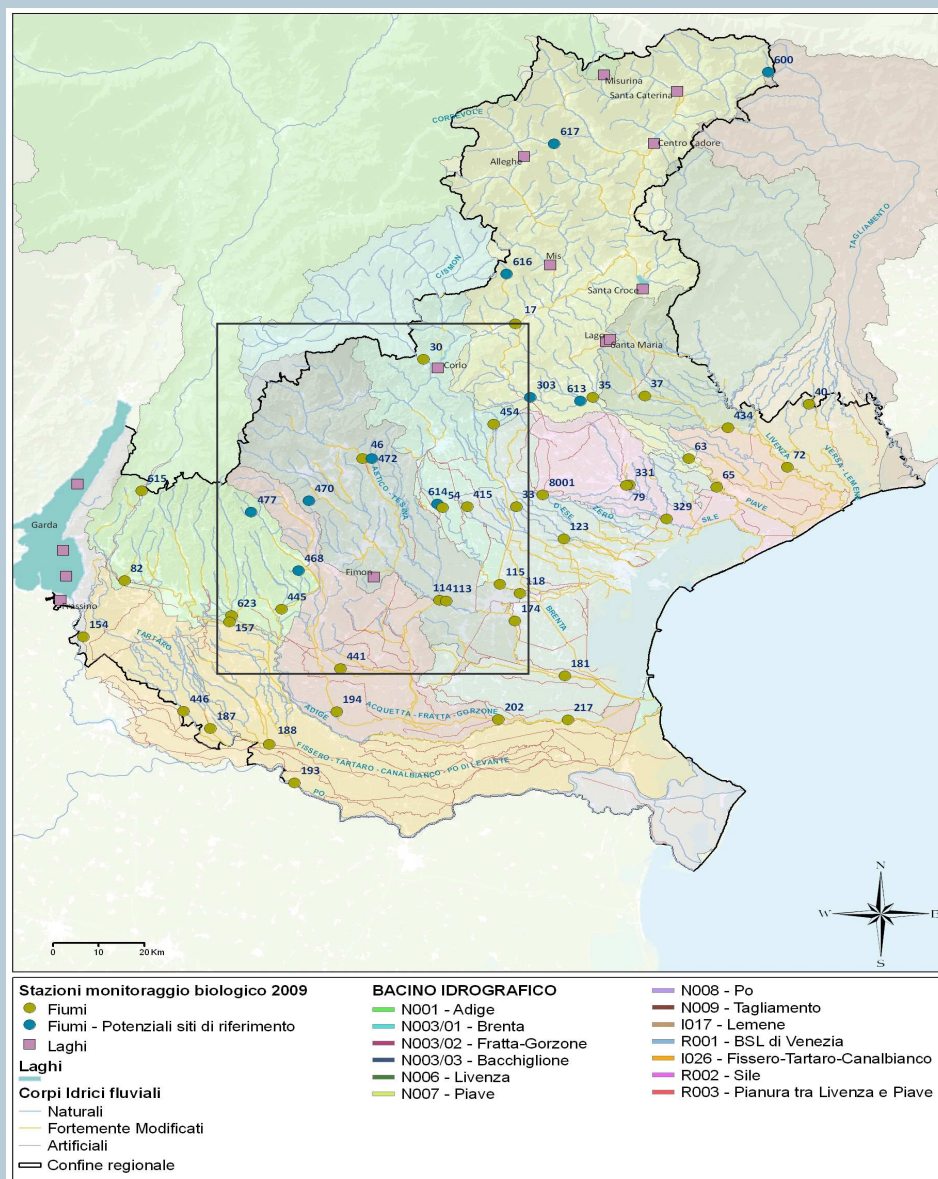 600
Misurina
Santa Caterina
CORDEVOLE
617
Centro Cadore
Alleghe
TAGLIAMENTO
CISMON
616
Mis
Santa Croce
17
Lago
Santa Maria
30
Corlo
303
613
35
37
40
454
434
46
472
63
LIVENZA
72
VERSA - LEMENE
615
477
470
ASTICO - TESINA
614
54
415
33
8001
331
79
65
ZERO
PIAVE
SILE
329
Garda
123
468
Fimon
82
115
118
114
113
Frassino
623
445
174
BRENTA
157
154
TARTARO
441
181
446
194
ADIGE
ACQUETTA - FRATTA - GORZONE
202
217
187
188
FISSERO - TARTARO - CANALBIANCO - PO DI LEVANTE
193
PO
N
W
E
S
0 10 20 Km
Stazioni monitoraggio biologico 2009
Fiumi
Fiumi - Potenziali siti di riferimento
Laghi
Laghi
Corpi Idrici fluviali
Naturali
Fortemente Modificati
Artificiali
Confine regionale
BACINO IDROGRAFICO
N001 - Adige
N003/01 - Brenta
N003/02 - Fratta-Gorzone
N003/03 - Bacchiglione
N006 - Livenza
N007 - Piave
N008 - Po
N009 - Tagliamento
I017 - Lemene
R001 - BSL di Venezia
I026 - Fissero-Tartaro-Canalbianco
R002 - Sile
R003 - Pianura tra Livenza e Piave